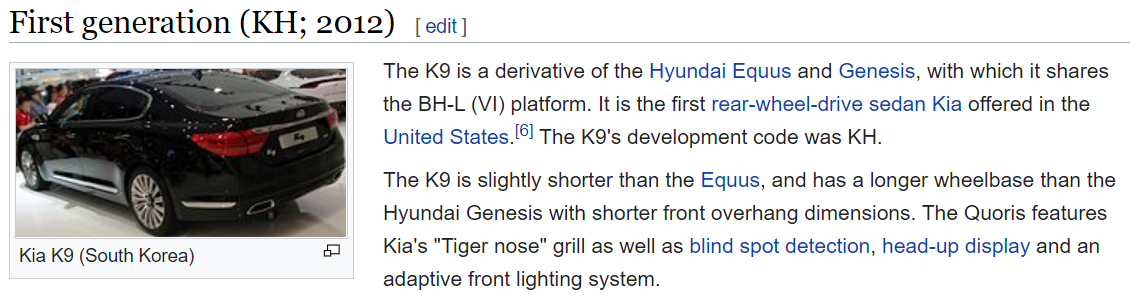 First generation (KH; 2012) [ edit ]
The K9 is a derivative of the Hyundai Equus and Genesis, with which it shares
the BH-L (VI) platform. It is the first rear-wheel-drive sedan Kia offered in the
United States.[6] The K9's development code was KH.
The K9 is slightly shorter than the Equus, and has a longer wheelbase than the
Hyundai Genesis with shorter front overhang dimensions. The Quoris features
Kia's "Tiger nose" grill as well as blind spot detection, head-up display and an
adaptive front lighting system.
K9
Kia K9 (South Korea)